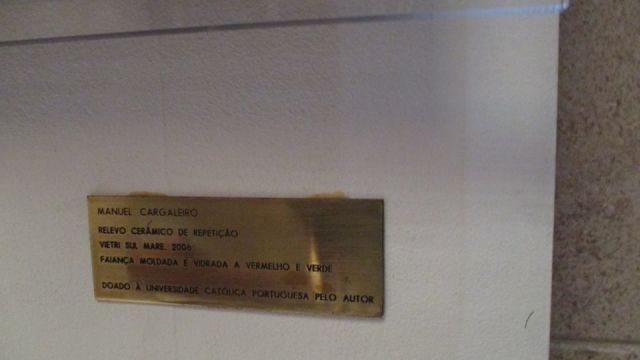 MANUEL CARGALEIRO
RELEVO CERÂMICO DE REPETIÇÃO
VIETRI SUL MARE, 2006
FAIANÇA MOLDADA E VIDRADA A VERMELHO E VERDE
DOADO À UNIVERSIDADE CATÓLICA PORTUGUESA PELO AUTOR